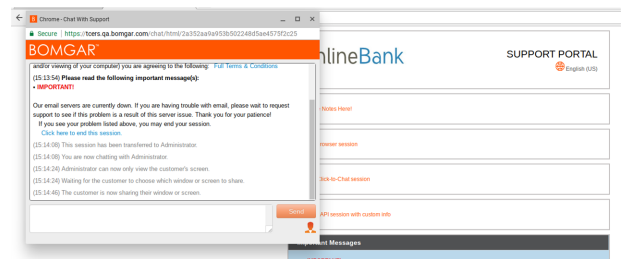 Chrome - Chat With Support
Secure | https://tcers.qa.bomgar.com/chat/html/2a352aa9a953b502248d5ae4575f2c25
BOMGAR™
and/or viewing of your computer) you are agreeing to the following: Full Terms & Conditions
(15:13:54) Please read the following important message(s):
• IMPORTANT!
Our email servers are currently down. If you are having trouble with email, please wait to request
support to see if this problem is a result of this server issue. Thank you for your patience!
If you see your problem listed above, you may end your session.
Click here to end this session.
(15:14:08) This session has been transferred to Administrator.
(15:14:08) You are now chatting with Administrator.
(15:14:24) Administrator can now only view the customer's screen.
(15:14:24) Waiting for the customer to choose which window or screen to share.
(15:14:46) The customer is now sharing their window or screen.
Send
nlineBank
SUPPORT PORTAL
English (US)
Notes Here!
rowser session
lick-to-Chat session
API session with custom info
Important Messages